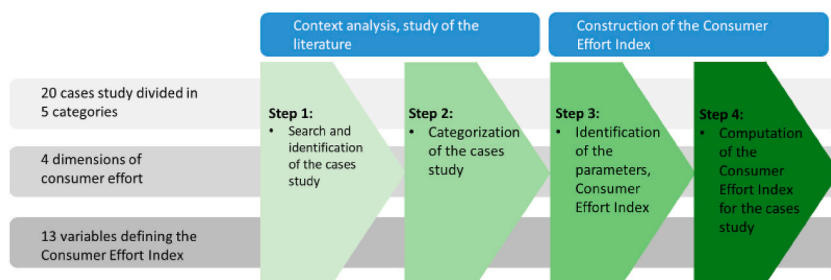 Context analysis, study of the
literature
Construction of the Consumer
Effort Index
20 cases study divided in
5 categories
4 dimensions of
consumer effort
13 variables defining the
Consumer Effort Index
Step 1:
• Search and
identification
of the cases
study
Step 2:
• Categorization
of the cases
study
Step 3:
• Identification
of the
parameters,
Consumer
Effort Index
Step 4:
• Computation
of the
Consumer
Effort Index
for the cases
study